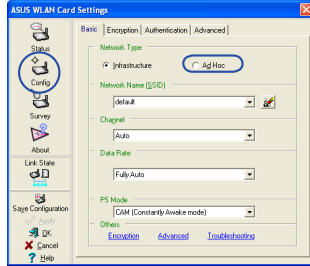 ASUS WLAN Card Settings
Status
Config
Survey
About
Link State
Save Configuration
Apply
OK
Cancel
Help
Basic Encryption Authentication Advanced
Network Type
Infrastructure Ad Hoc
Network Name (SSID)
default
Channel
Auto
Data Rate
Fully Auto
PS Mode
CAM (Constantly Awake mode)
Others
Encryption Advanced Troubleshooting